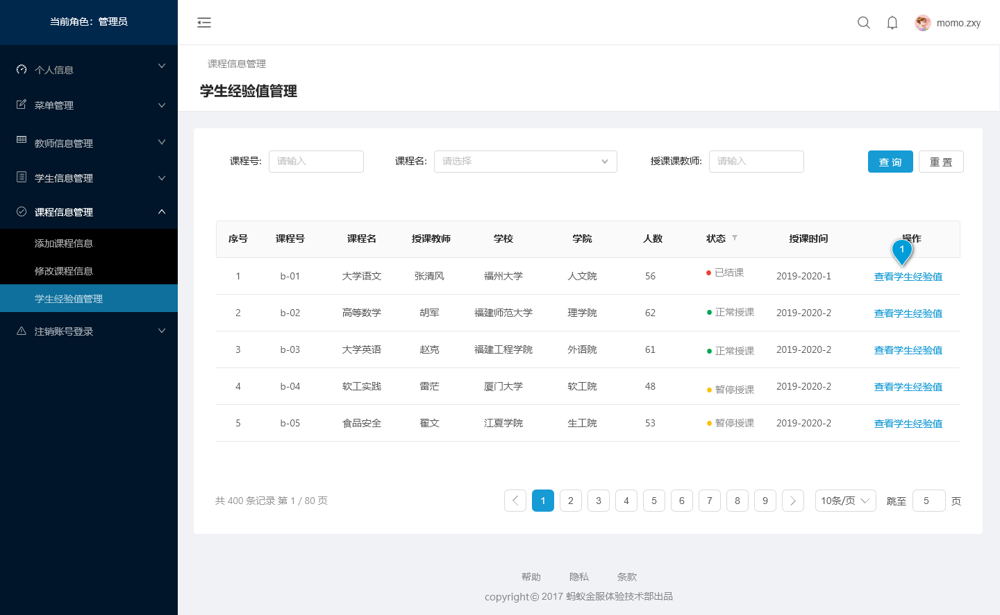 当前角色：管理员
momo.zxy
个人信息
菜单管理
教师信息管理
学生信息管理
课程信息管理
添加课程信息
修改课程信息
学生经验值管理
注销账号登录
课程信息管理
学生经验值管理
课程号: 请输入 课程名: 请选择 授课课教师: 请输入 查 询 重 置
序号 课程号 课程名 授课教师 学校 学院 人数 状态 授课时间 操作
1
1 b-01 大学语文 张清风 福州大学 人文院 56 已结课 2019-2020-1 查看学生经验值
2 b-02 高等数学 胡军 福建师范大学 理学院 62 正常授课 2019-2020-2 查看学生经验值
3 b-03 大学英语 赵克 福建工程学院 外语院 61 正常授课 2019-2020-2 查看学生经验值
4 b-04 软工实践 雷茫 厦门大学 软工院 48 暂停授课 2019-2020-2 查看学生经验值
5 b-05 食品安全 翟文 江夏学院 生工院 53 暂停授课 2019-2020-2 查看学生经验值
共 400 条记录 第 1 / 80 页 1 2 3 4 5 6 7 8 9 10条/页 跳至 5 页
帮助 隐私 条款
copyright© 2017 蚂蚁金服体验技术部出品